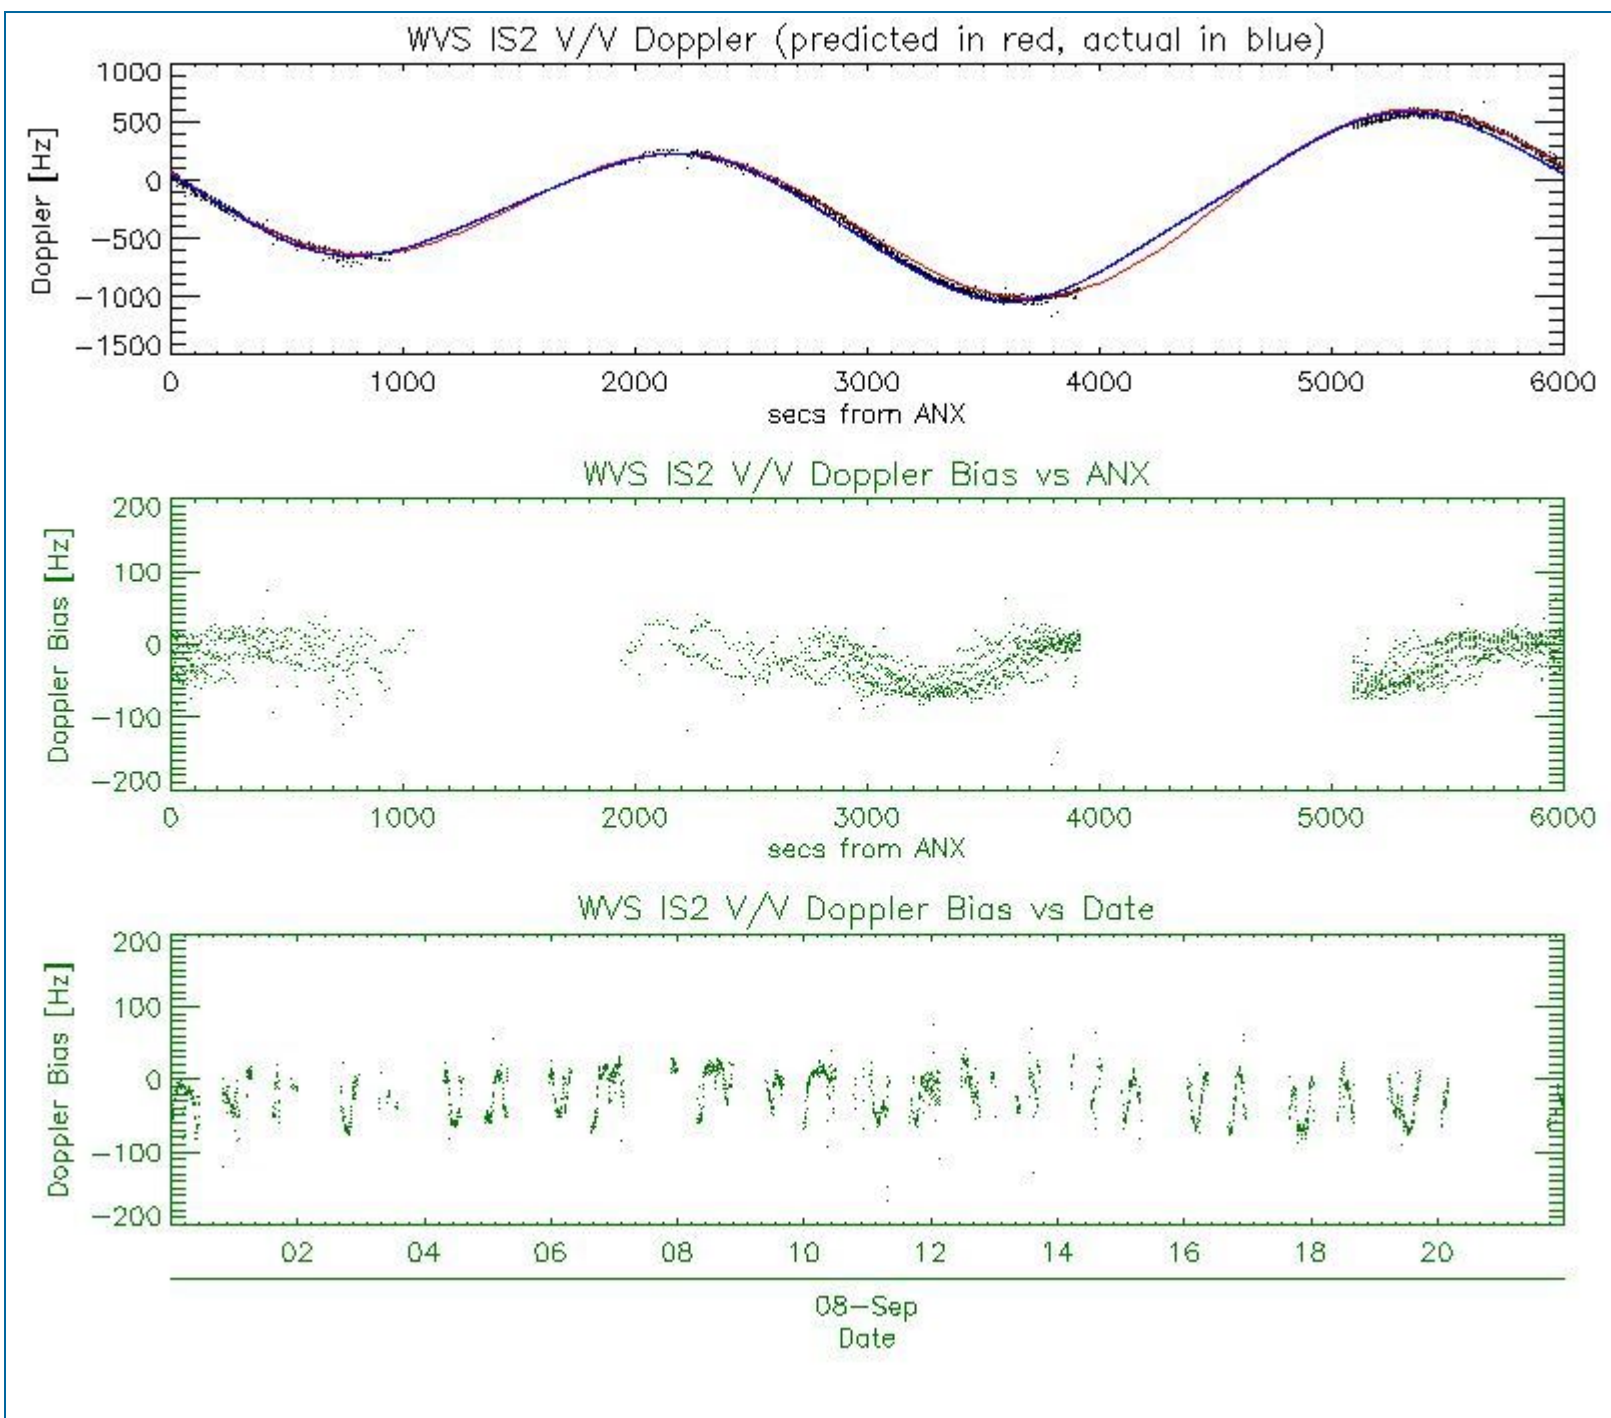 WVS IS2 V/V Doppler (predicted in red, actual in blue)
1000
500
0
-500
-1000
-1500
Doppler [Hz]
0 1000 2000 3000 4000 5000 6000
secs from ANX
WVS IS2 V/V Doppler Bias vs ANX
200
100
0
-100
-200
Doppler Bias [Hz]
0 1000 2000 3000 4000 5000 6000
secs from ANX
WVS IS2 V/V Doppler Bias vs Date
200
100
0
-100
-200
Doppler Bias [Hz]
02 04 06 08 10 12 14 16 18 20
08-Sep
Date